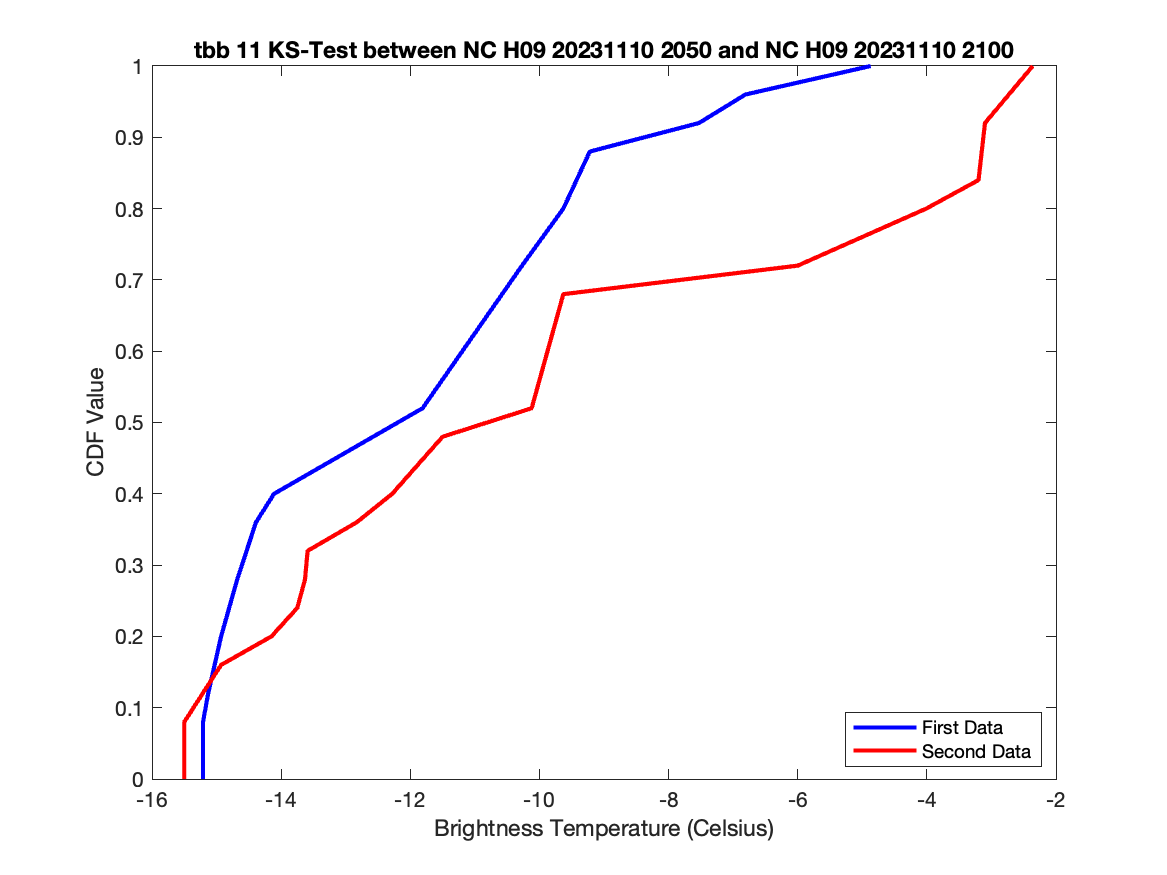 tbb 11 KS-Test between NC H09 20231110 2050 and NC H09 20231110 2100
1
0.9
0.8
0.7
0.6
0.5
0.4
0.3
0.2
0.1
0
CDF Value
First Data
Second Data
-16 -14 -12 -10 -8 -6 -4 -2
Brightness Temperature (Celsius)